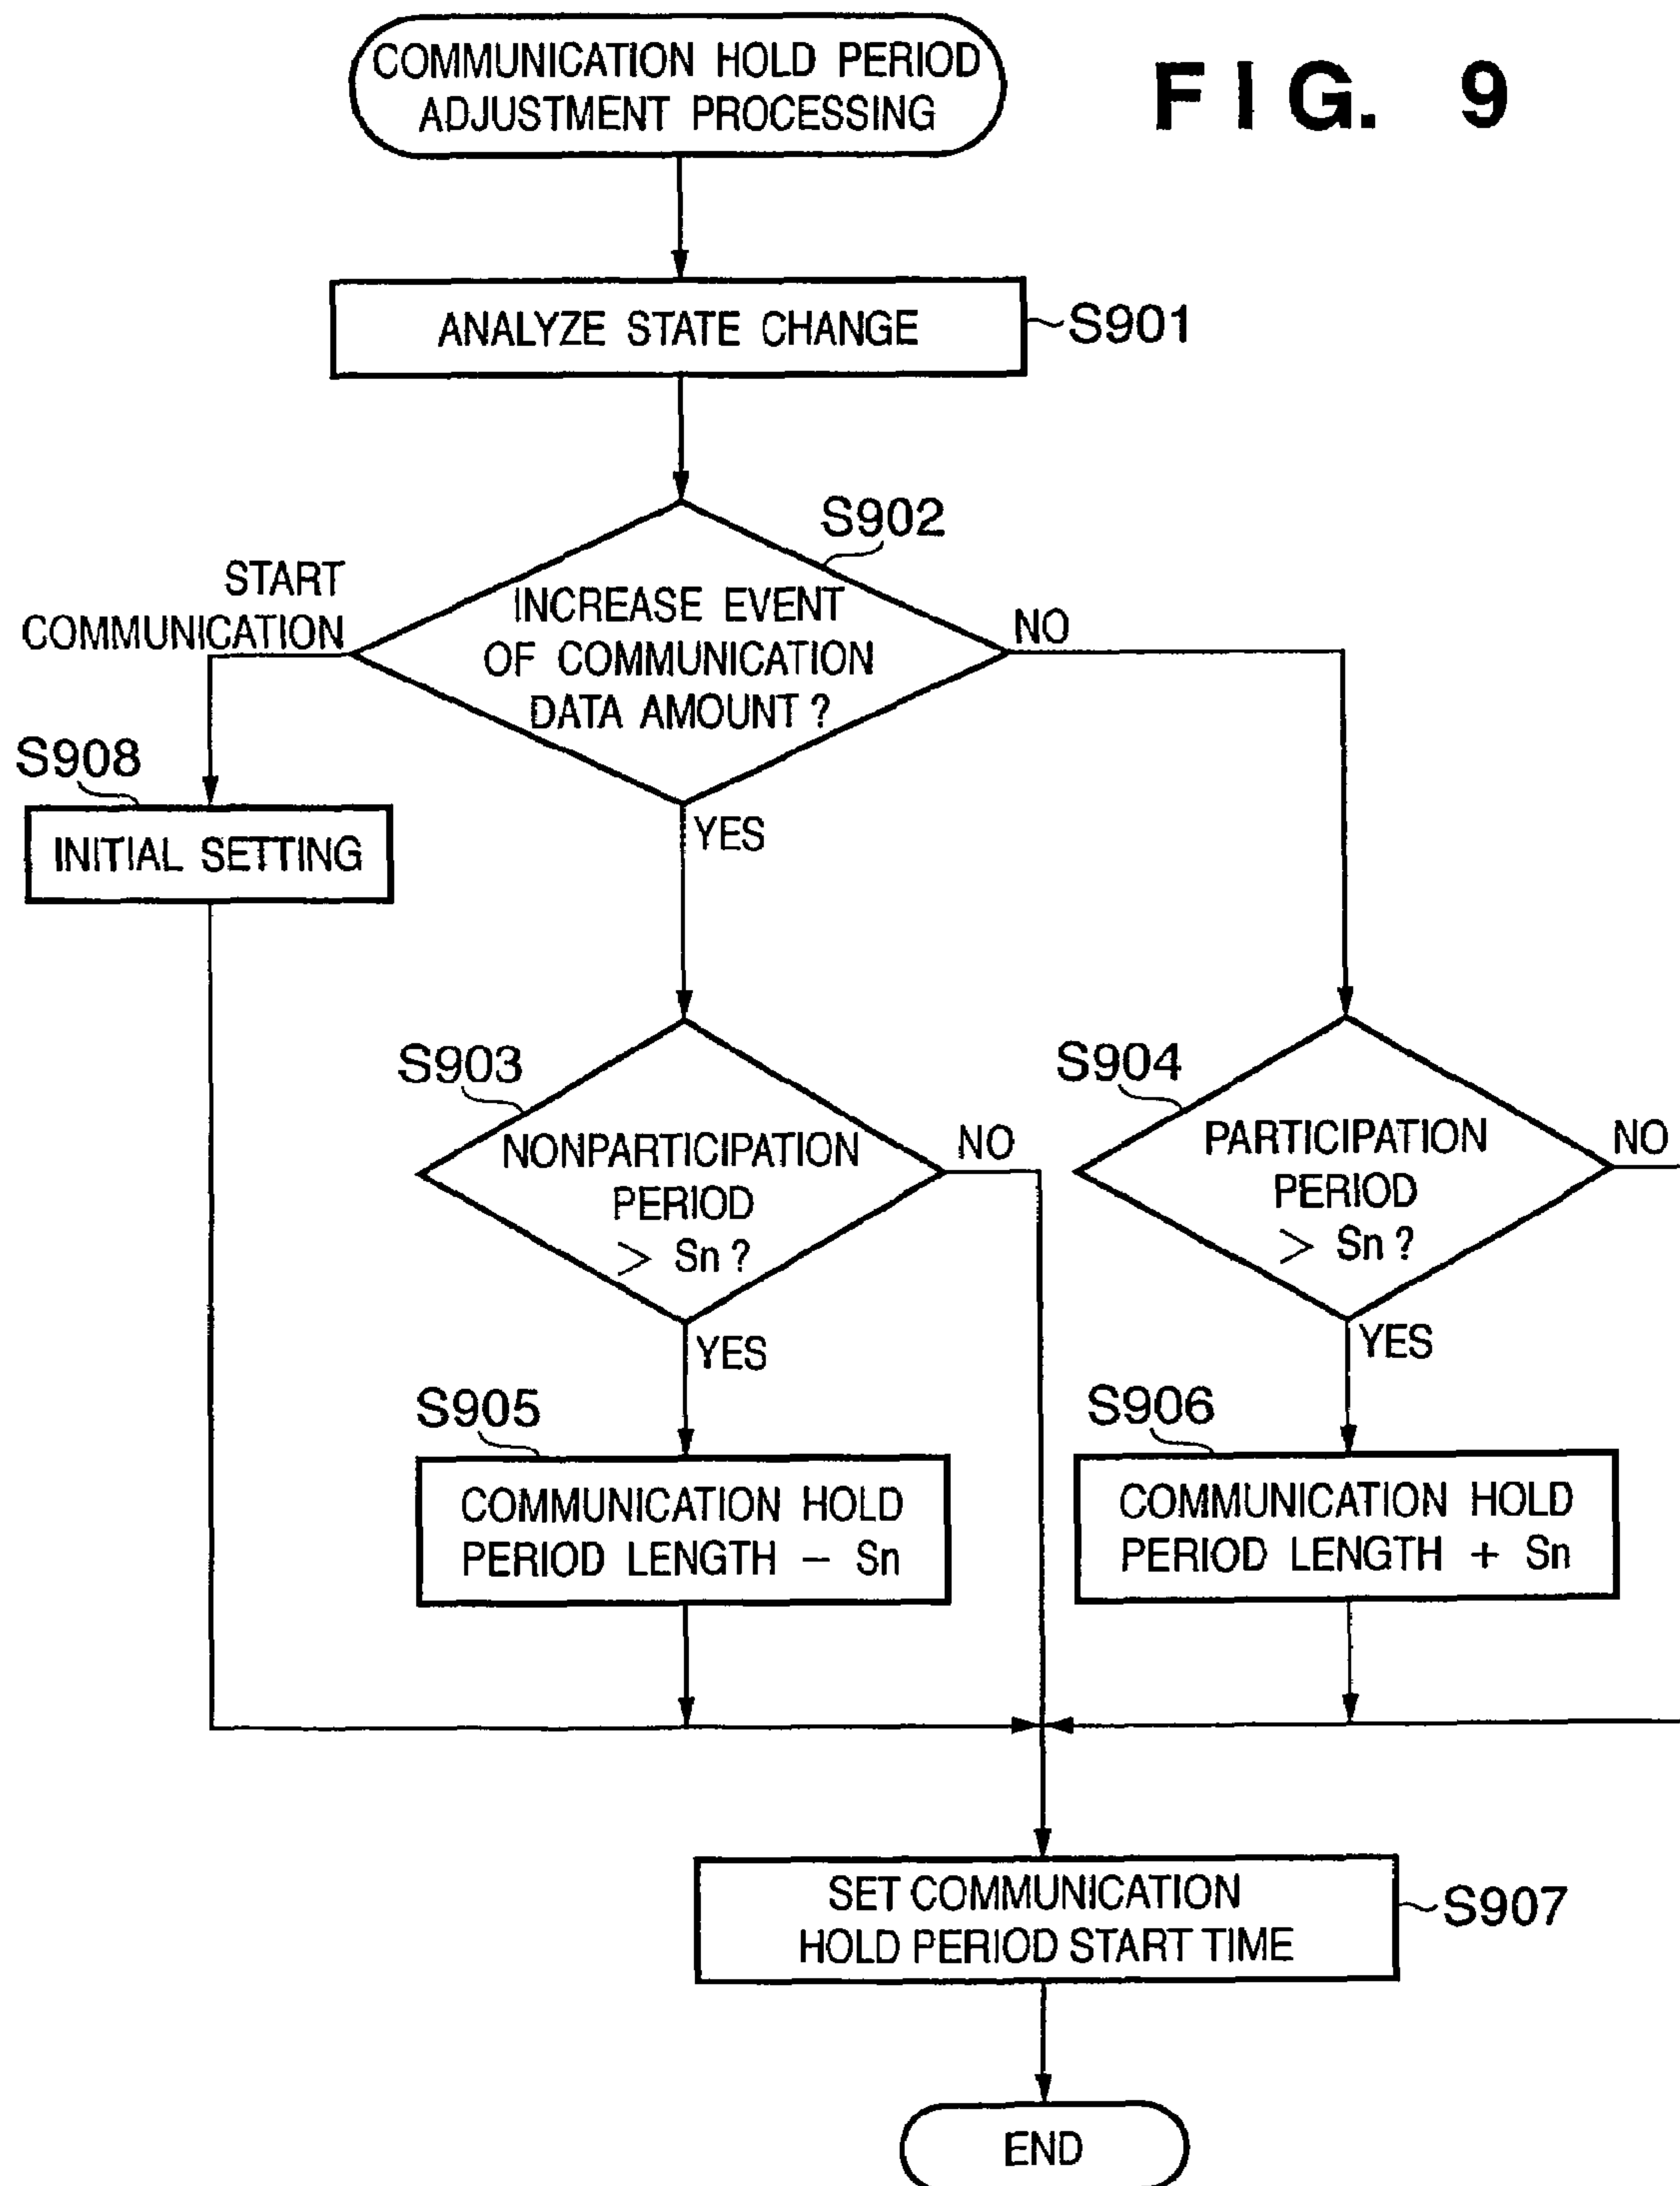 COMMUNICATION HOLD PERIOD
ADJUSTMENT PROCESSING
FIG. 9
ANALYZE STATE CHANGE
S901
S902
START
COMMUNICATION
INCREASE EVENT
OF COMMUNICATION
DATA AMOUNT ?
NO
S908
INITIAL SETTING
YES
S903
NONPARTICIPATION
PERIOD
> Sn ?
NO
S904
PARTICIPATION
PERIOD
> Sn ?
NO
YES
YES
S905
COMMUNICATION HOLD
PERIOD LENGTH – Sn
S906
COMMUNICATION HOLD
PERIOD LENGTH + Sn
SET COMMUNICATION
HOLD PERIOD START TIME
S907
END